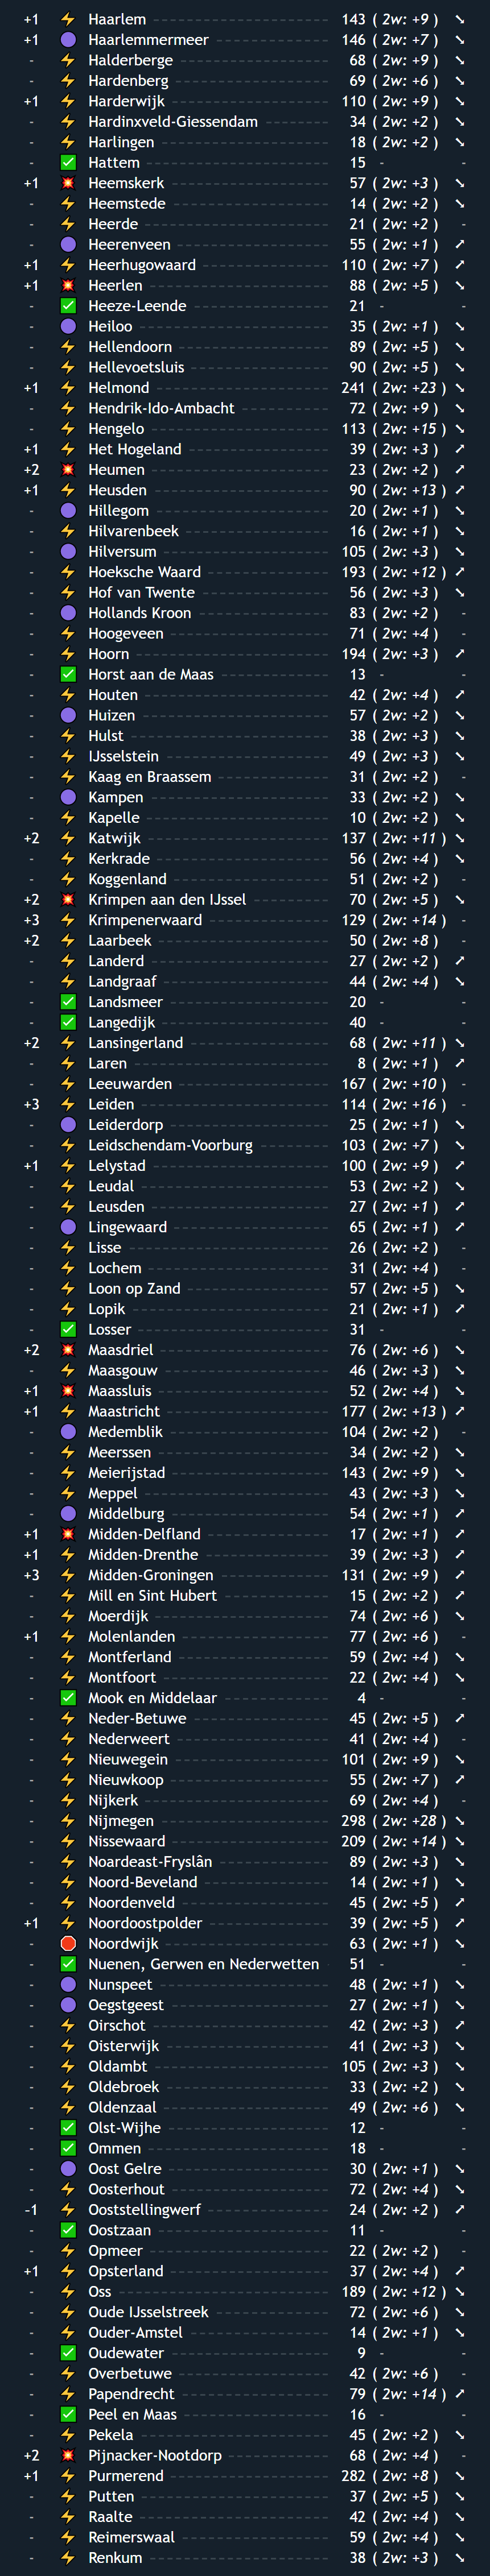 +1 ⚡ Haarlem 143 ( 2w: +9 ) ↘
+1 🟣 Haarlemmermeer 146 ( 2w: +7 ) ↘
- ⚡ Halderberge 68 ( 2w: +9 ) ↘
- ⚡ Hardenberg 69 ( 2w: +6 ) ↘
+1 ⚡ Harderwijk 110 ( 2w: +9 ) ↘
- ⚡ Hardinxveld-Giessendam 34 ( 2w: +2 ) ↘
- ⚡ Harlingen 18 ( 2w: +2 ) ↘
- ✅ Hattem 15 - -
+1 💥 Heemskerk 57 ( 2w: +3 ) ↘
- ⚡ Heemstede 14 ( 2w: +2 ) ↘
- ⚡ Heerde 21 ( 2w: +2 ) -
- 🟣 Heerenveen 55 ( 2w: +1 ) ↗
+1 ⚡ Heerhugowaard 110 ( 2w: +7 ) ↗
+1 💥 Heerlen 88 ( 2w: +5 ) ↘
- ✅ Heeze-Leende 21 - -
- 🟣 Heiloo 35 ( 2w: +1 ) ↘
- ⚡ Hellendoorn 89 ( 2w: +5 ) ↘
- ⚡ Hellevoetsluis 90 ( 2w: +5 ) ↘
+1 ⚡ Helmond 241 ( 2w: +23 ) ↘
- ⚡ Hendrik-Ido-Ambacht 72 ( 2w: +9 ) ↘
- ⚡ Hengelo 113 ( 2w: +15 ) ↘
+1 ⚡ Het Hogeland 39 ( 2w: +3 ) ↗
+2 💥 Heumen 23 ( 2w: +2 ) ↗
+1 ⚡ Heusden 90 ( 2w: +13 ) ↗
- 🟣 Hillegom 20 ( 2w: +1 ) ↘
- ⚡ Hilvarenbeek 16 ( 2w: +1 ) ↘
- 🟣 Hilversum 105 ( 2w: +3 ) ↘
- ⚡ Hoeksche Waard 193 ( 2w: +12 ) ↗
- ⚡ Hof van Twente 56 ( 2w: +3 ) ↘
- 🟣 Hollands Kroon 83 ( 2w: +2 ) -
- ⚡ Hoogeveen 71 ( 2w: +4 ) -
- ⚡ Hoorn 194 ( 2w: +3 ) ↗
- ✅ Horst aan de Maas 13 - -
- ⚡ Houten 42 ( 2w: +4 ) ↗
- 🟣 Huizen 57 ( 2w: +2 ) ↘
- ⚡ Hulst 38 ( 2w: +3 ) ↘
- ⚡ IJsselstein 49 ( 2w: +3 ) ↘
- ⚡ Kaag en Braassem 31 ( 2w: +2 ) -
- 🟣 Kampen 33 ( 2w: +2 ) ↘
- ⚡ Kapelle 10 ( 2w: +2 ) ↘
+2 ⚡ Katwijk 137 ( 2w: +11 ) ↘
- ⚡ Kerkrade 56 ( 2w: +4 ) ↘
- ⚡ Koggenland 51 ( 2w: +2 ) -
+2 💥 Krimpen aan den IJssel 70 ( 2w: +5 ) ↘
+3 ⚡ Krimpenerwaard 129 ( 2w: +14 ) -
+2 ⚡ Laarbeek 50 ( 2w: +8 ) -
- ⚡ Landerd 27 ( 2w: +2 ) ↗
- ⚡ Landgraaf 44 ( 2w: +4 ) ↘
- ✅ Landsmeer 20 - -
- ✅ Langedijk 40 - -
+2 ⚡ Lansingerland 68 ( 2w: +11 ) ↘
- ⚡ Laren 8 ( 2w: +1 ) ↗
- ⚡ Leeuwarden 167 ( 2w: +10 ) -
+3 ⚡ Leiden 114 ( 2w: +16 ) -
- 🟣 Leiderdorp 25 ( 2w: +1 ) ↘
- ⚡ Leidschendam-Voorburg 103 ( 2w: +7 ) ↘
+1 ⚡ Lelystad 100 ( 2w: +9 ) ↗
- ⚡ Leudal 53 ( 2w: +2 ) ↘
- ⚡ Leusden 27 ( 2w: +1 ) ↗
- 🟣 Lingewaard 65 ( 2w: +1 ) ↗
- ⚡ Lisse 26 ( 2w: +2 ) -
- ⚡ Lochem 31 ( 2w: +4 ) -
- ⚡ Loon op Zand 57 ( 2w: +5 ) ↘
- ⚡ Lopik 21 ( 2w: +1 ) ↗
- ✅ Losser 31 - -
+2 💥 Maasdriel 76 ( 2w: +6 ) ↘
- ⚡ Maasgouw 46 ( 2w: +3 ) ↘
+1 💥 Maassluis 52 ( 2w: +4 ) ↘
+1 ⚡ Maastricht 177 ( 2w: +13 ) ↗
- 🟣 Medemblik 104 ( 2w: +2 ) -
- ⚡ Meerssen 34 ( 2w: +2 ) ↘
- ⚡ Meierijstad 143 ( 2w: +9 ) ↘
- ⚡ Meppel 43 ( 2w: +3 ) ↘
- 🟣 Middelburg 54 ( 2w: +1 ) ↗
+1 💥 Midden-Delfland 17 ( 2w: +1 ) ↗
+1 ⚡ Midden-Drenthe 39 ( 2w: +3 ) ↗
+3 ⚡ Midden-Groningen 131 ( 2w: +9 ) ↗
- ⚡ Mill en Sint Hubert 15 ( 2w: +2 ) ↗
- ⚡ Moerdijk 74 ( 2w: +6 ) ↘
+1 ⚡ Molenlanden 77 ( 2w: +6 ) -
- ⚡ Montferland 59 ( 2w: +4 ) ↘
- ⚡ Montfoort 22 ( 2w: +4 ) ↘
- ✅ Mook en Middelaar 4 - -
- ⚡ Neder-Betuwe 45 ( 2w: +5 ) ↗
- ⚡ Nederweert 41 ( 2w: +4 ) -
- ⚡ Nieuwegein 101 ( 2w: +9 ) ↘
- ⚡ Nieuwkoop 55 ( 2w: +7 ) ↗
- ⚡ Nijkerk 69 ( 2w: +4 ) -
- ⚡ Nijmegen 298 ( 2w: +28 ) ↘
- ⚡ Nissewaard 209 ( 2w: +14 ) ↘
- ⚡ Noardeast-Fryslân 89 ( 2w: +3 ) ↘
- ⚡ Noord-Beveland 14 ( 2w: +1 ) ↘
- ⚡ Noordenveld 45 ( 2w: +5 ) ↗
+1 ⚡ Noordoostpolder 39 ( 2w: +5 ) ↗
- 🛑 Noordwijk 63 ( 2w: +1 ) ↘
- ✅ Nuenen, Gerwen en Nederwetten 51 - -
- 🟣 Nunspeet 48 ( 2w: +1 ) ↘
- 🟣 Oegstgeest 27 ( 2w: +1 ) ↘
- ⚡ Oirschot 42 ( 2w: +3 ) ↗
- ⚡ Oisterwijk 41 ( 2w: +3 ) ↘
- ⚡ Oldambt 105 ( 2w: +3 ) ↘
- ⚡ Oldebroek 33 ( 2w: +2 ) ↘
- ⚡ Oldenzaal 49 ( 2w: +6 ) ↘
- ✅ Olst-Wijhe 12 - -
- ✅ Ommen 18 - -
- 🟣 Oost Gelre 30 ( 2w: +1 ) ↘
- ⚡ Oosterhout 72 ( 2w: +4 ) ↘
-1 ⚡ Ooststellingwerf 24 ( 2w: +2 ) ↗
- ✅ Oostzaan 11 - -
- ⚡ Opmeer 22 ( 2w: +2 ) -
+1 ⚡ Opsterland 37 ( 2w: +4 ) ↗
- ⚡ Oss 189 ( 2w: +12 ) ↘
- ⚡ Oude IJsselstreek 72 ( 2w: +6 ) ↘
- ⚡ Ouder-Amstel 14 ( 2w: +1 ) ↘
- ✅ Oudewater 9 - -
- ⚡ Overbetuwe 42 ( 2w: +6 ) -
- ⚡ Papendrecht 79 ( 2w: +14 ) ↗
- ✅ Peel en Maas 16 - -
- ⚡ Pekela 45 ( 2w: +2 ) ↘
+2 💥 Pijnacker-Nootdorp 68 ( 2w: +4 ) -
+1 ⚡ Purmerend 282 ( 2w: +8 ) ↘
- ⚡ Putten 37 ( 2w: +5 ) ↘
- ⚡ Raalte 42 ( 2w: +4 ) ↘
- ⚡ Reimerswaal 59 ( 2w: +4 ) ↘
- ⚡ Renkum 38 ( 2w: +3 ) ↘